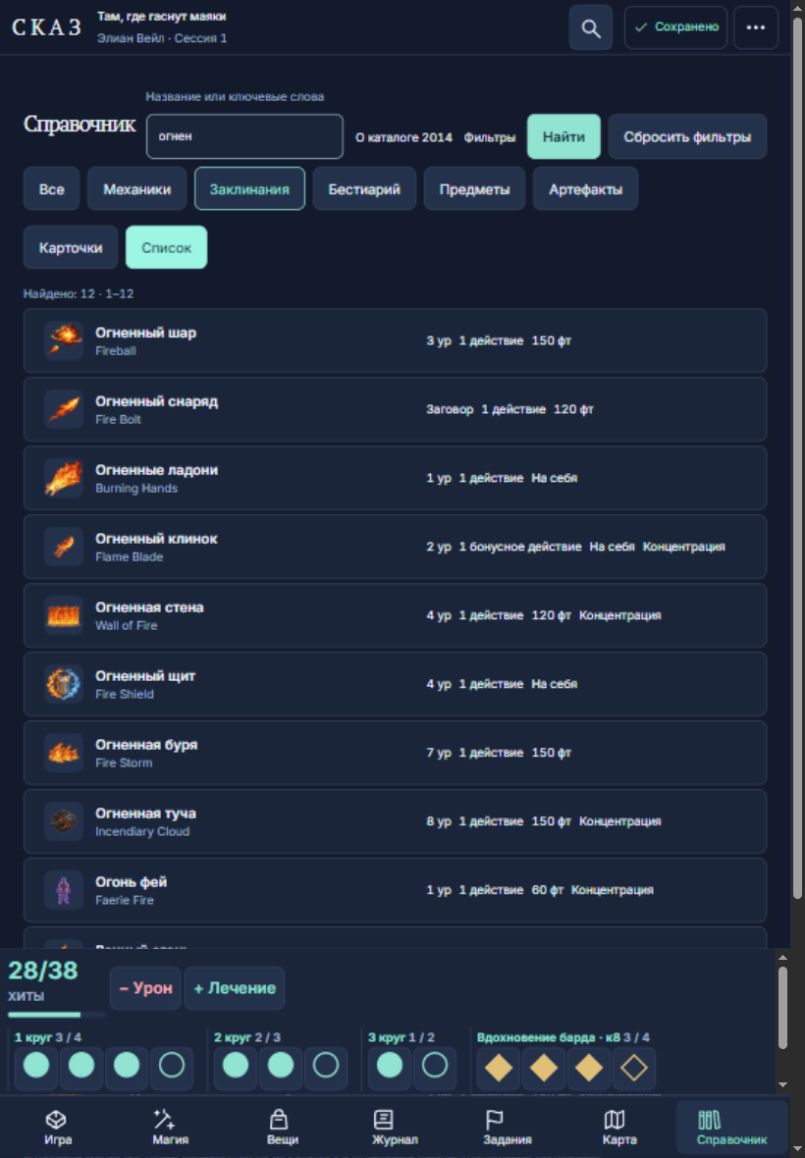 СКАЗ
Там, где гаснут маяки
Элиан Вейл · Сессия 1
Сохранено
Название или ключевые слова
Справочник
огнен
О каталоге 2014
Фильтры
Найти
Сбросить фильтры
Все
Механики
Заклинания
Бестиарий
Предметы
Артефакты
Карточки
Список
Найдено: 12 · 1–12
Огненный шар
Fireball
3 ур 1 действие 150 фт
Огненный снаряд
Fire Bolt
Заговор 1 действие 120 фт
Огненные ладони
Burning Hands
1 ур 1 действие На себя
Огненный клинок
Flame Blade
2 ур 1 бонусное действие На себя Концентрация
Огненная стена
Wall of Fire
4 ур 1 действие 120 фт Концентрация
Огненный щит
Fire Shield
4 ур 1 действие На себя
Огненная буря
Fire Storm
7 ур 1 действие 150 фт
Огненная туча
Incendiary Cloud
8 ур 1 действие 150 фт Концентрация
Огонь фей
Faerie Fire
1 ур 1 действие 60 фт Концентрация
28/38
хиты
− Урон
+ Лечение
1 круг 3 / 4
2 круг 2 / 3
3 круг 1 / 2
Вдохновение барда · к8 3 / 4
Игра
Магия
Вещи
Журнал
Задания
Карта
Справочник